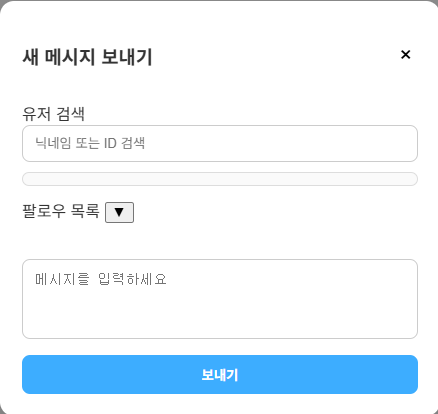 새 메시지 보내기 ×
유저 검색
닉네임 또는 ID 검색
팔로우 목록 ▼
메시지를 입력하세요
보내기